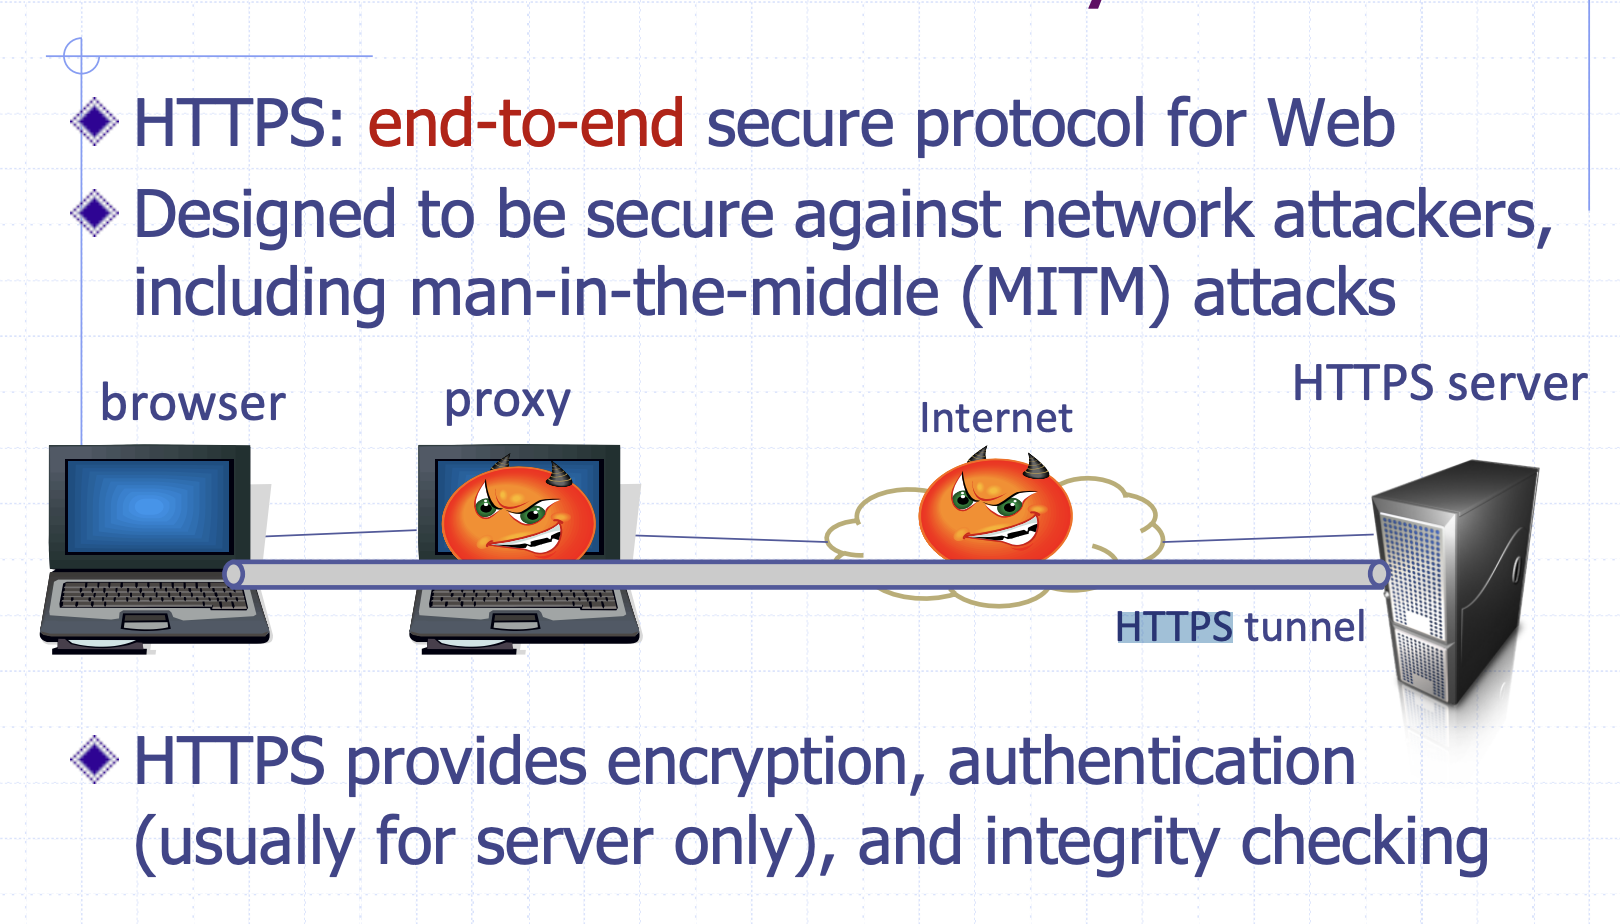 HTTPS: end-to-end secure protocol for Web
Designed to be secure against network attackers,
including man-in-the-middle (MITM) attacks
browser
proxy
Internet
HTTPS server
HTTPS tunnel
HTTPS provides encryption, authentication
(usually for server only), and integrity checking